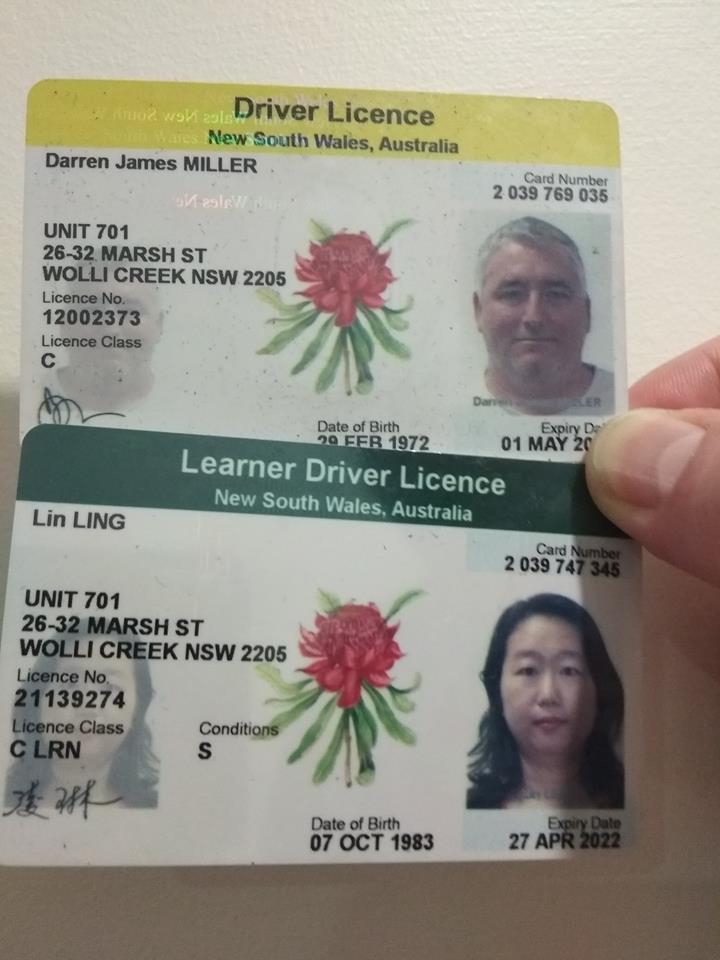 Driver Licence
New South Wales, Australia
Darren James MILLER
Card Number
2 039 769 035
UNIT 701
26-32 MARSH ST
WOLLI CREEK NSW 2205
Licence No.
12002373
Licence Class
C
Date of Birth
29 FEB 1972
Expiry
01 MAY
Learner Driver Licence
New South Wales, Australia
Lin LING
Card Number
2 039 747 345
UNIT 701
26-32 MARSH ST
WOLLI CREEK NSW 2205
Licence No.
21139274
Licence Class
Conditions
C LRN
S
凌琳
Date of Birth
07 OCT 1983
Expiry Date
27 APR 2022